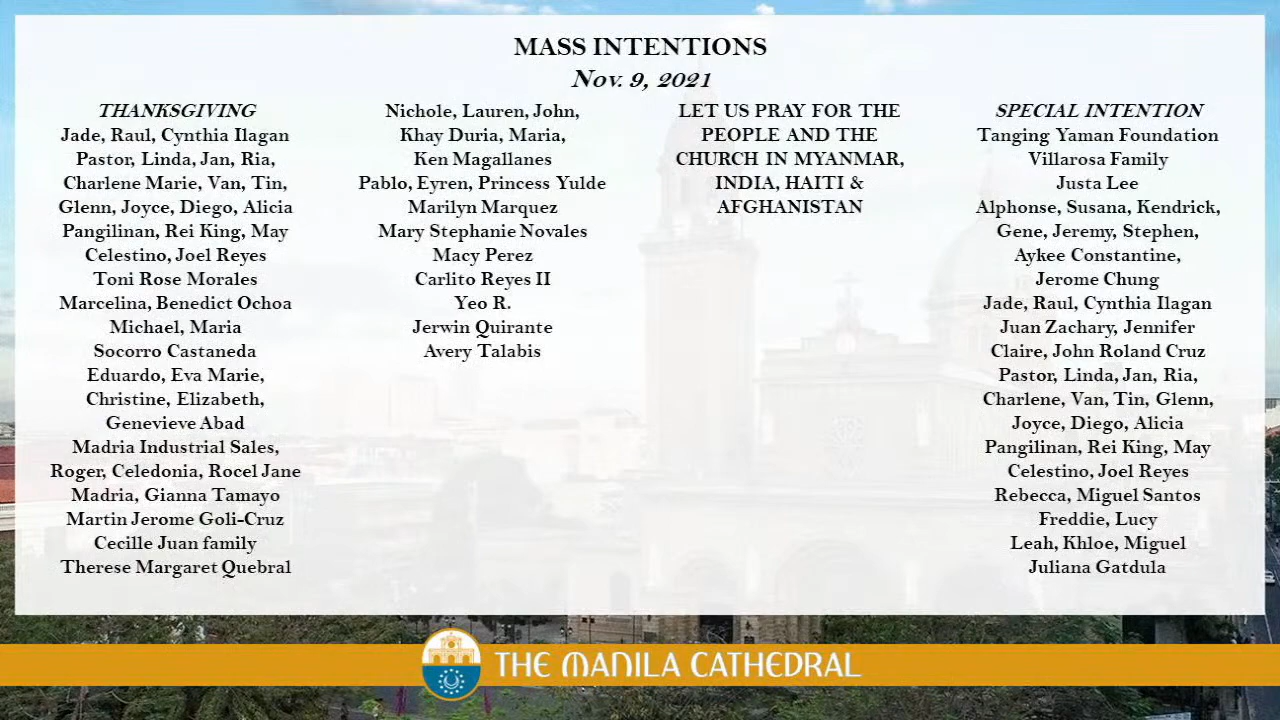 MASS INTENTIONS
Nov. 9, 2021
THANKSGIVING
Jade, Raul, Cynthia Ilagan
Pastor, Linda, Jan, Ria,
Charlene Marie, Van, Tin,
Glenn, Joyce, Diego, Alicia
Pangilinan, Rei King, May
Celestino, Joel Reyes
Toni Rose Morales
Marcelina, Benedict Ochoa
Michael, Maria
Socorro Castaneda
Eduardo, Eva Marie,
Christine, Elizabeth,
Genevieve Abad
Madria Industrial Sales,
Roger, Celedonia, Rocel Jane
Madria, Gianna Tamayo
Martin Jerome Goli-Cruz
Cecille Juan family
Therese Margaret Quebral
Nichole, Lauren, John,
Khay Duria, Maria,
Ken Magallanes
Pablo, Eyren, Princess Yulde
Marilyn Marquez
Mary Stephanie Novales
Macy Perez
Carlito Reyes II
Yeo R.
Jerwin Quirante
Avery Talabis
LET US PRAY FOR THE
PEOPLE AND THE
CHURCH IN MYANMAR,
INDIA, HAITI &
AFGHANISTAN
SPECIAL INTENTION
Tanging Yaman Foundation
Villarosa Family
Justa Lee
Alphonse, Susana, Kendrick,
Gene, Jeremy, Stephen,
Aykee Constantine,
Jerome Chung
Jade, Raul, Cynthia Ilagan
Juan Zachary, Jennifer
Claire, John Roland Cruz
Pastor, Linda, Jan, Ria,
Charlene, Van, Tin, Glenn,
Joyce, Diego, Alicia
Pangilinan, Rei King, May
Celestino, Joel Reyes
Rebecca, Miguel Santos
Freddie, Lucy
Leah, Khloe, Miguel
Juliana Gatdula
THE MANILA CATHEDRAL